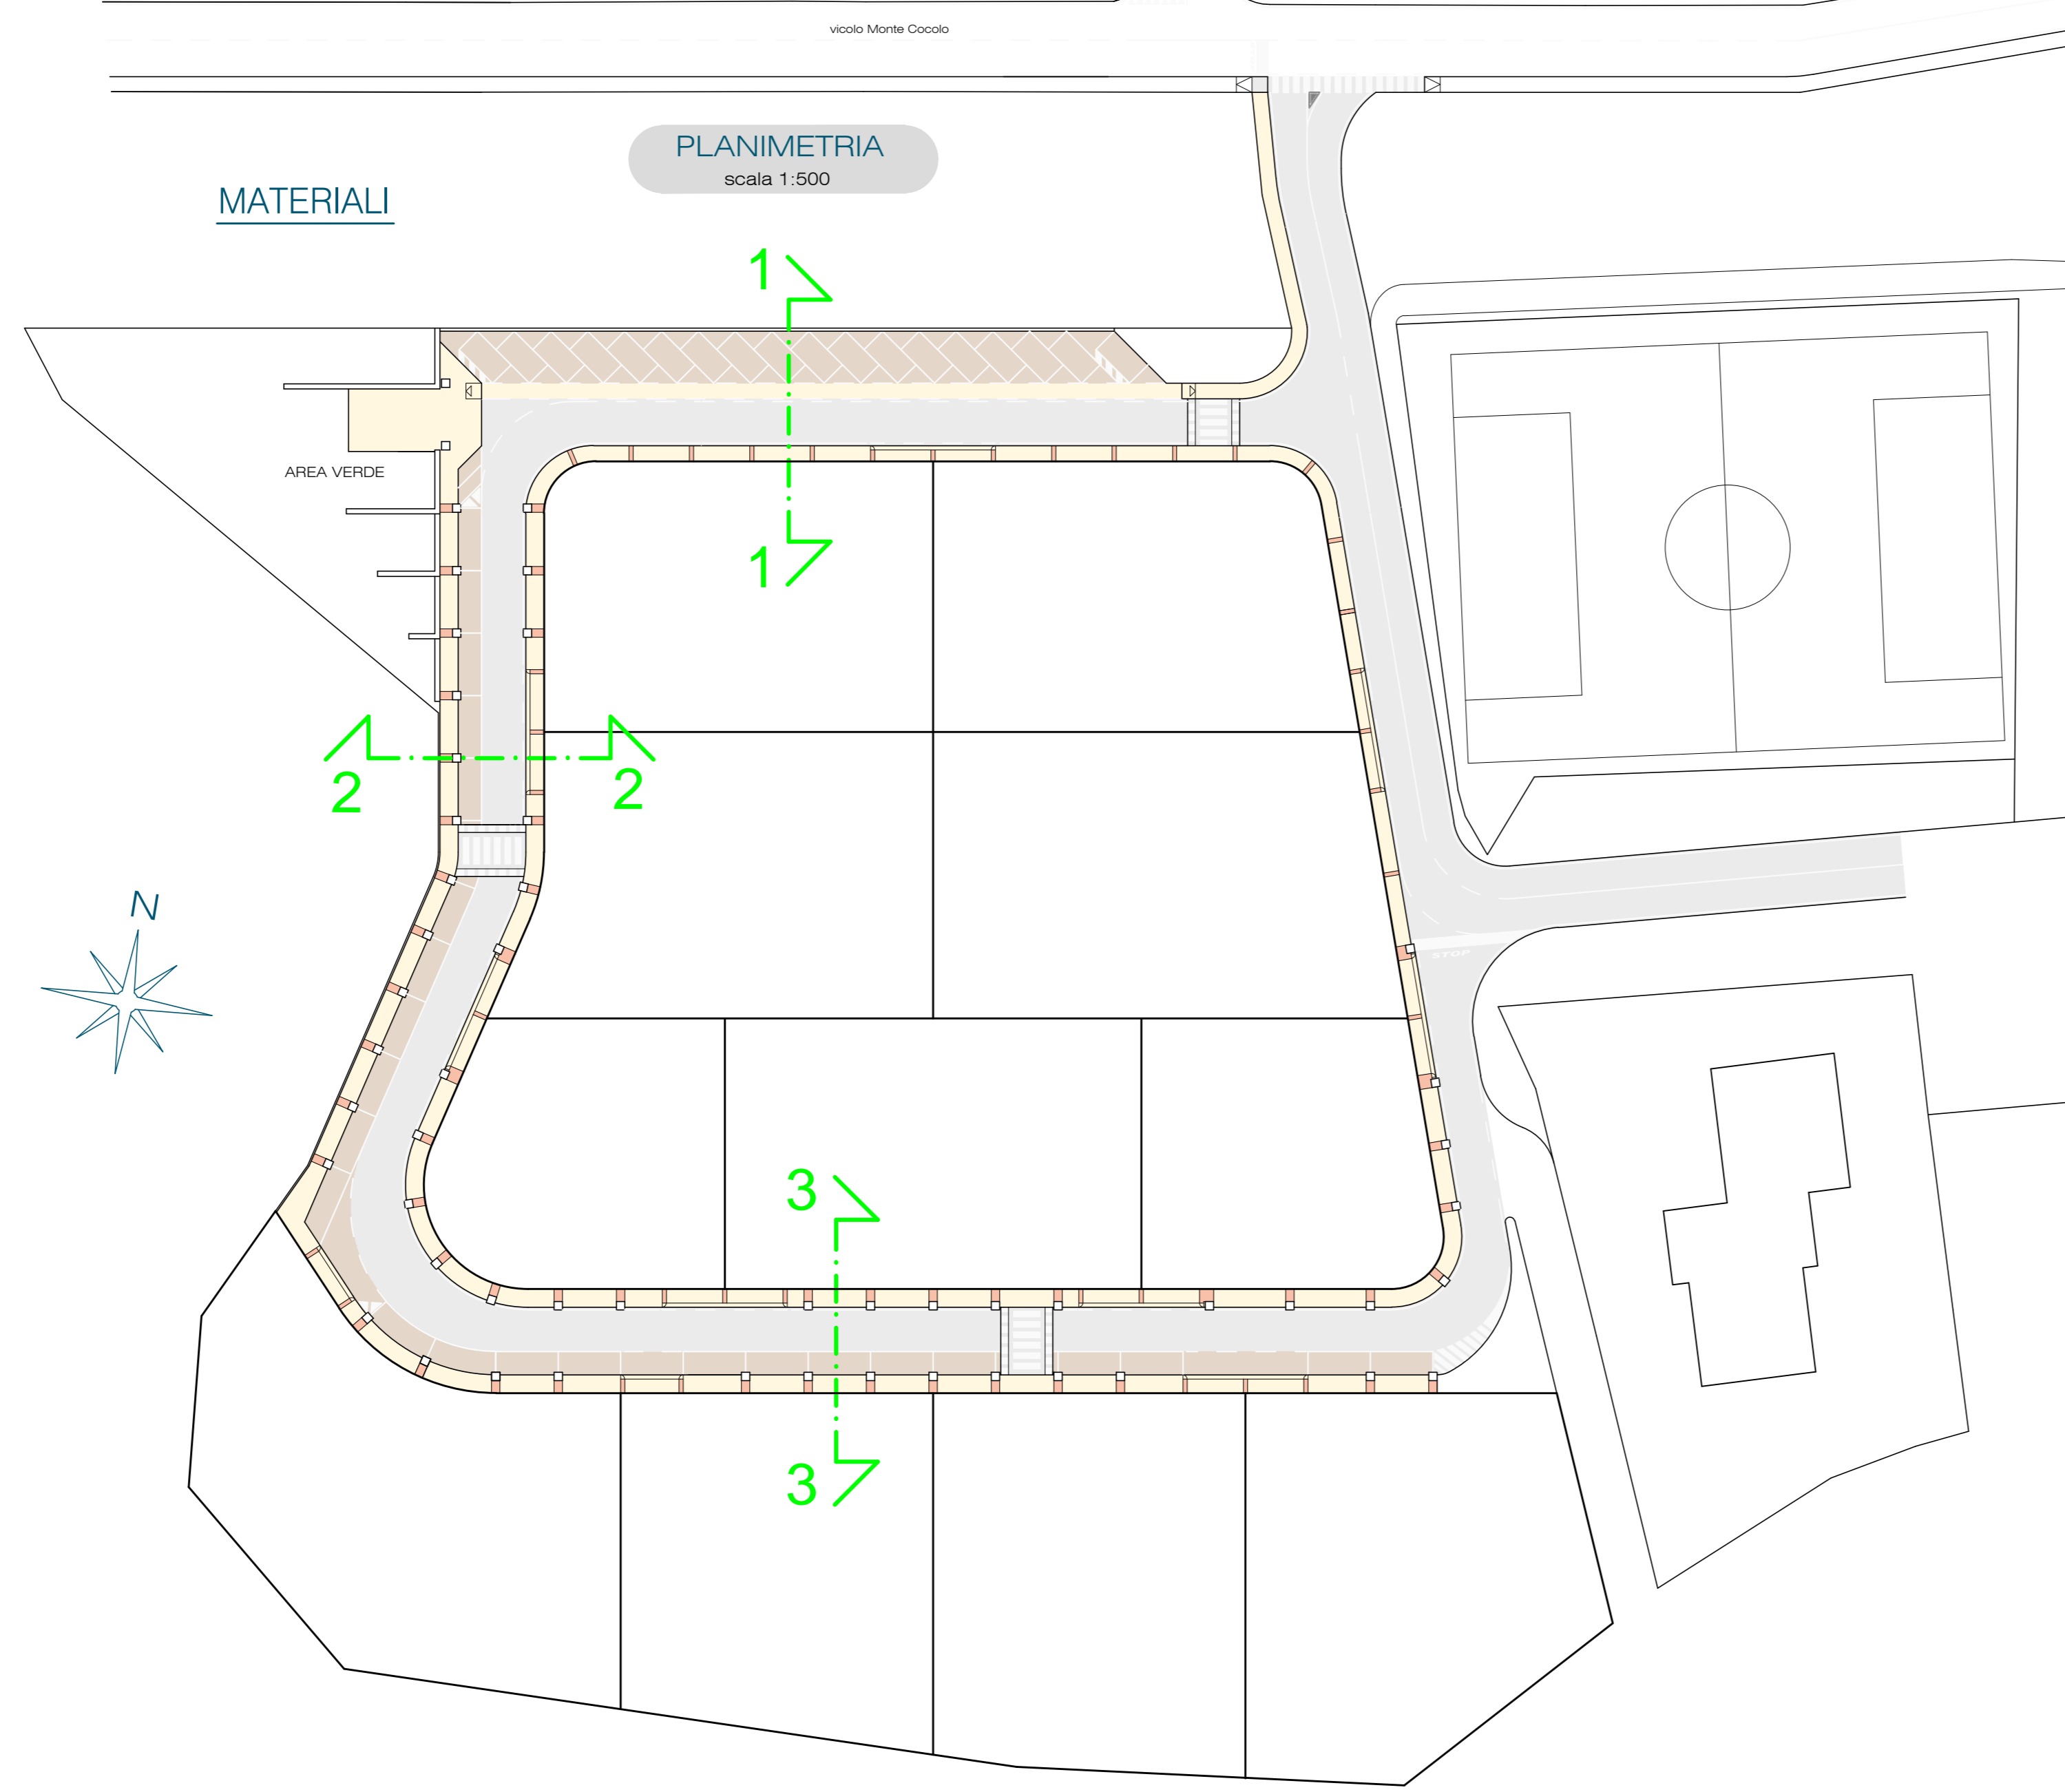 vicolo Monte Cocolo
PLANIMETRIA
scala 1:500
MATERIALI
1
AREA VERDE
1
2
2
N
STOP
3
3